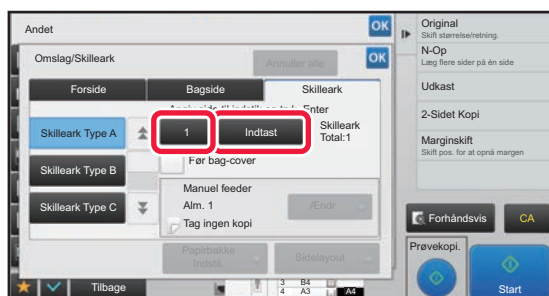 Andet
OK
Omslag/Skilleark
Annuller alle
OK
Forside
Bagside
Skilleark
Enter
Skilleark Type A
1
Indtast
Skilleark
Total:1
Før bag-cover
Skilleark Type B
Manuel feeder
Skilleark Type C
Alm. 1
Ændr
Tag ingen kopi
Papirbakke
Indstil.
Sidelayout
Tilbage
3 B4
4 A3
A4
Original
Skift størrelse/retning.
N-Op
Læg flere sider på én side
Udkast
2-Sidet Kopi
Marginskift
Skift pos. for at opnå margen
Forhåndsvis
CA
Prøvekopi.
Start